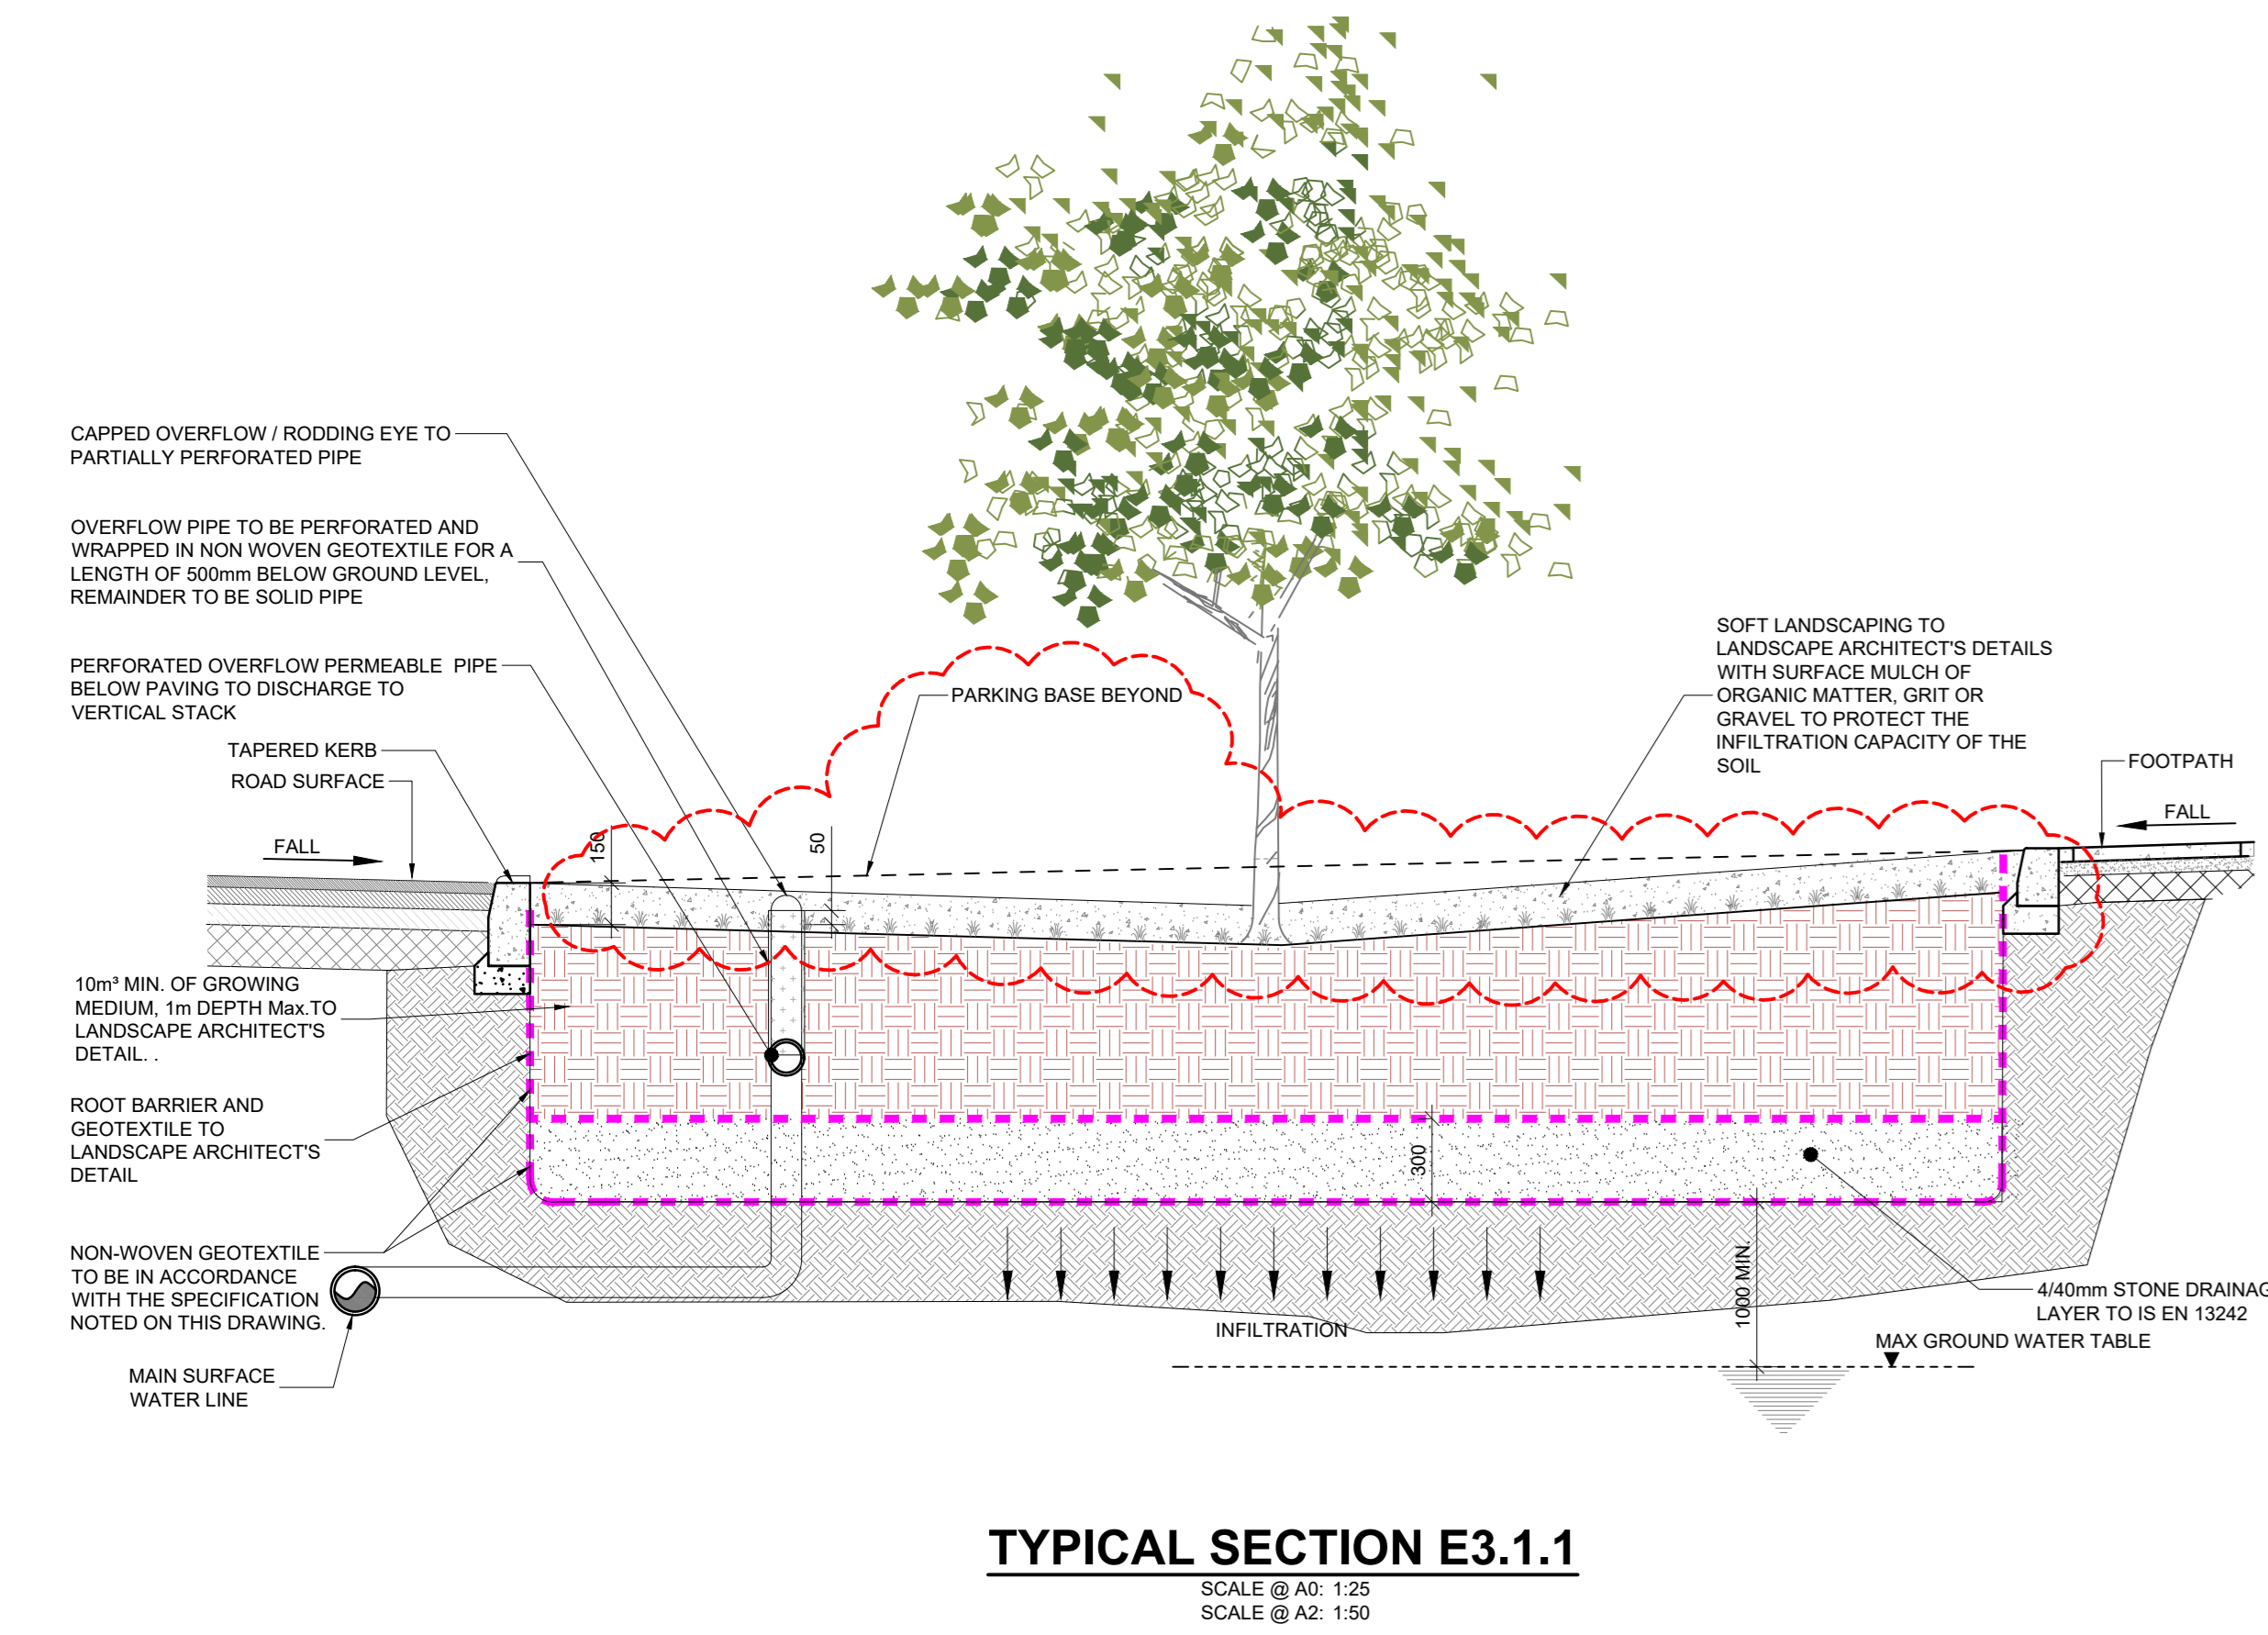 CAPPED OVERFLOW / RODDING EYE TO
PARTIALLY PERFORATED PIPE
OVERFLOW PIPE TO BE PERFORATED AND
WRAPPED IN NON WOVEN GEOTEXTILE FOR A
LENGTH OF 500mm BELOW GROUND LEVEL,
REMAINDER TO BE SOLID PIPE
PERFORATED OVERFLOW PERMEABLE PIPE
BELOW PAVING TO DISCHARGE TO
VERTICAL STACK
TAPERED KERB
ROAD SURFACE
FALL
150
50
PARKING BASE BEYOND
SOFT LANDSCAPING TO
LANDSCAPE ARCHITECT'S DETAILS
WITH SURFACE MULCH OF
ORGANIC MATTER, GRIT OR
GRAVEL TO PROTECT THE
INFILTRATION CAPACITY OF THE
SOIL
FOOTPATH
FALL
10m³ MIN. OF GROWING
MEDIUM, 1m DEPTH Max.TO
LANDSCAPE ARCHITECT'S
DETAIL. .
ROOT BARRIER AND
GEOTEXTILE TO
LANDSCAPE ARCHITECT'S
DETAIL
NON-WOVEN GEOTEXTILE
TO BE IN ACCORDANCE
WITH THE SPECIFICATION
NOTED ON THIS DRAWING.
MAIN SURFACE
WATER LINE
300
INFILTRATION
1000 MIN.
4/40mm STONE DRAINAG
LAYER TO IS EN 13242
MAX GROUND WATER TABLE
TYPICAL SECTION E3.1.1
SCALE @ A0: 1:25
SCALE @ A2: 1:50